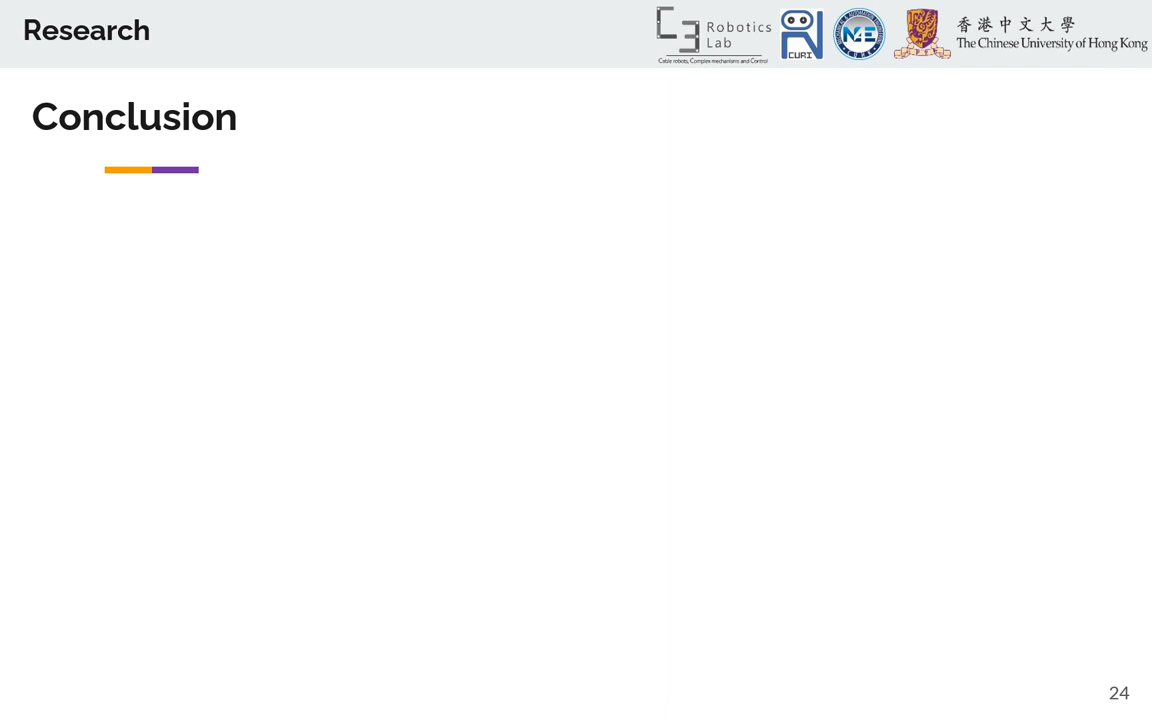 Research
Robotics
Lab
Cable robots, Complex mechanisms and Control
CURI
香港中文大學
The Chinese University of Hong Kong
Conclusion
24